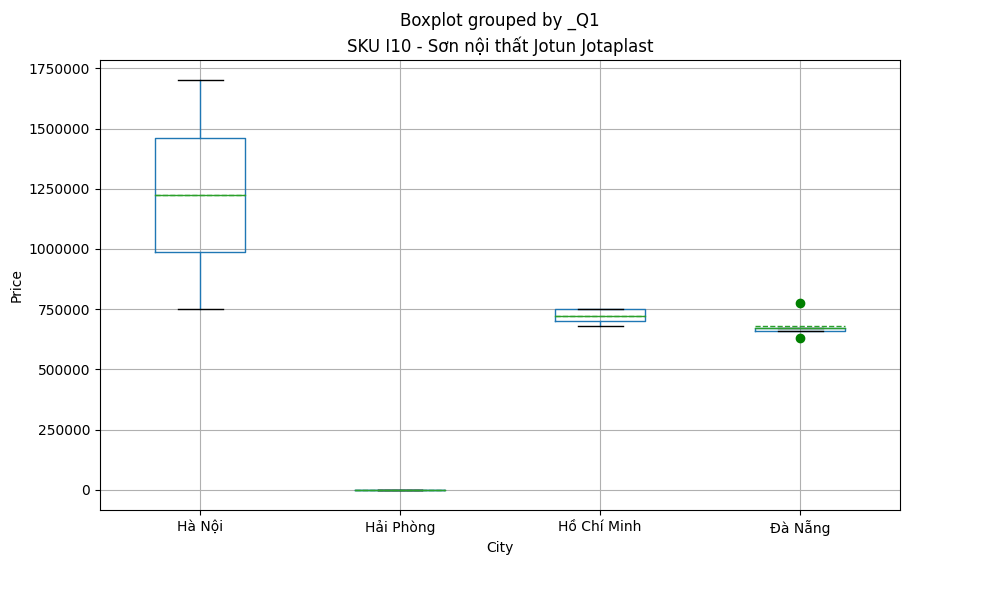 Boxplot grouped by _Q1
SKU I10 - Sơn nội thất Jotun Jotaplast
1750000
1500000
1250000
1000000
750000
500000
250000
0
Price
Hà Nội
Hải Phòng
Hồ Chí Minh
Đà Nẵng
City